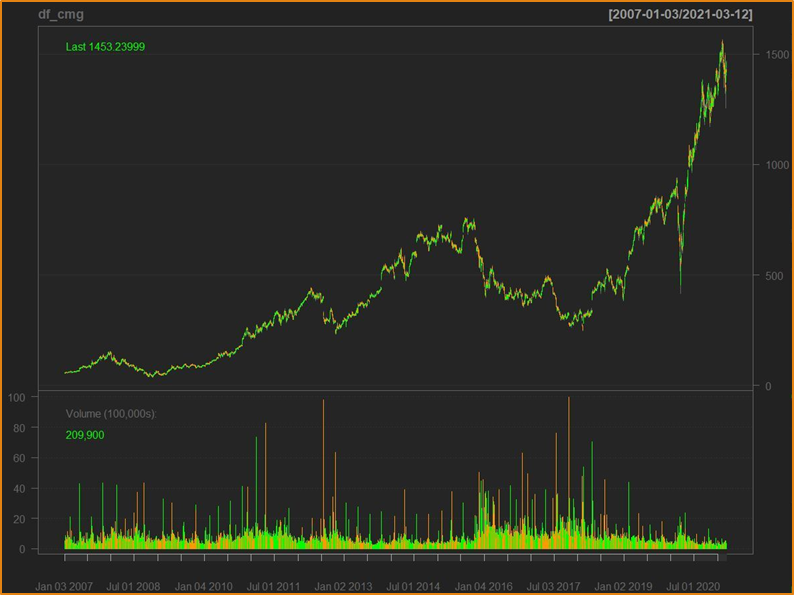 df_cmg [2007-01-03/2021-03-12]
Last 1453.23999
1500
1000
500
0
Volume (100,000s):
209,900
100
80
60
40
20
0
Jan 03 2007 Jul 01 2008 Jan 04 2010 Jul 01 2011 Jan 02 2013 Jul 01 2014 Jan 04 2016 Jul 03 2017 Jan 02 2019 Jul 01 2020